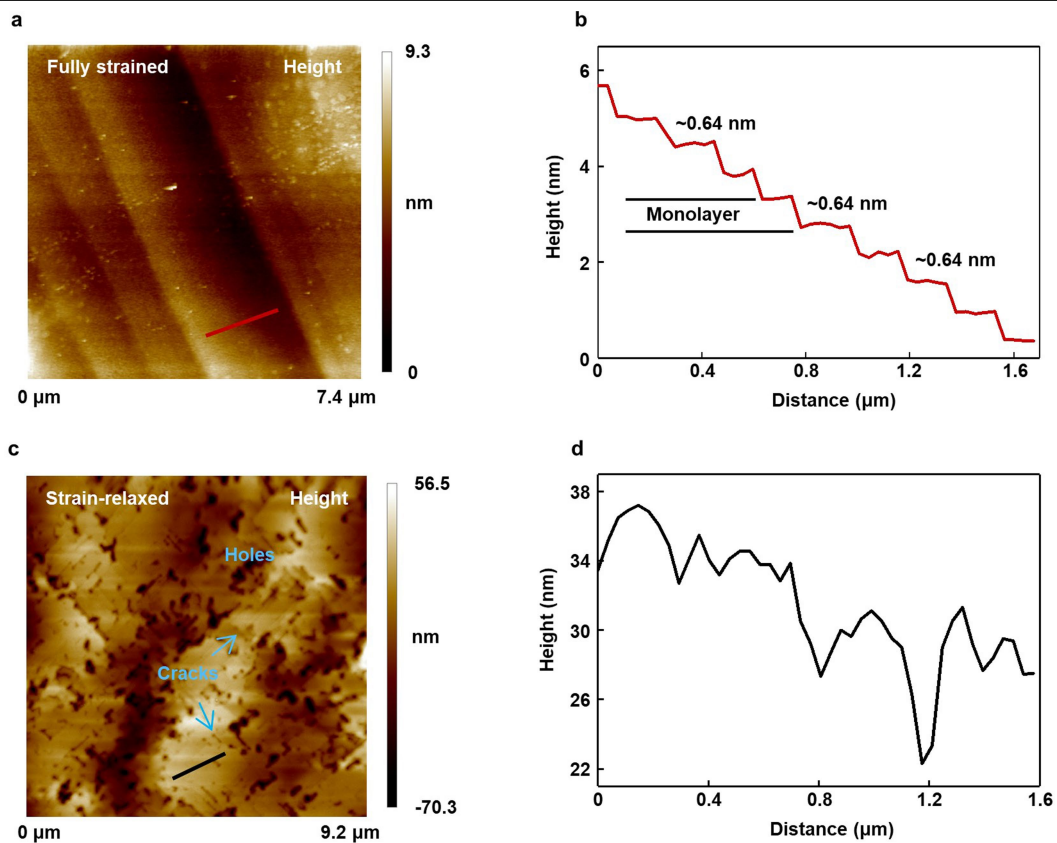 a
Fully strained Height
9.3
nm
0
0 μm 7.4 μm
b
Height (nm)
6
4
2
0
~0.64 nm
Monolayer
~0.64 nm
~0.64 nm
0 0.4 0.8 1.2 1.6
Distance (μm)
c
Strain-relaxed Height
Holes
Cracks
56.5
nm
-70.3
0 μm 9.2 μm
d
Height (nm)
38
34
30
26
22
0 0.4 0.8 1.2 1.6
Distance (μm)